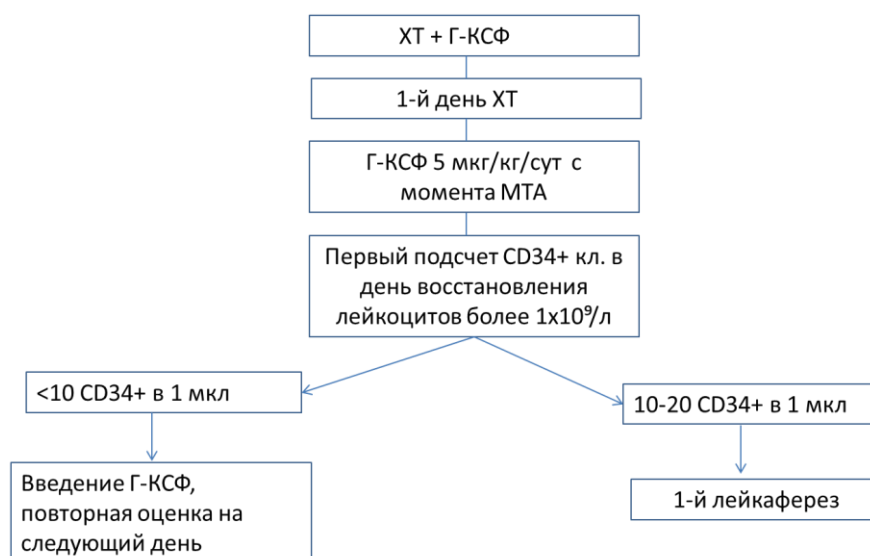 ХТ + Г-КСФ
1-й день ХТ
Г-КСФ 5 мкг/кг/сут с
момента МТА
Первый подсчет CD34+ кл. в
день восстановления
лейкоцитов более 1х10⁹/л
<10 CD34+ в 1 мкл
10-20 CD34+ в 1 мкл
Введение Г-КСФ,
повторная оценка на
следующий день
1-й лейкаферез